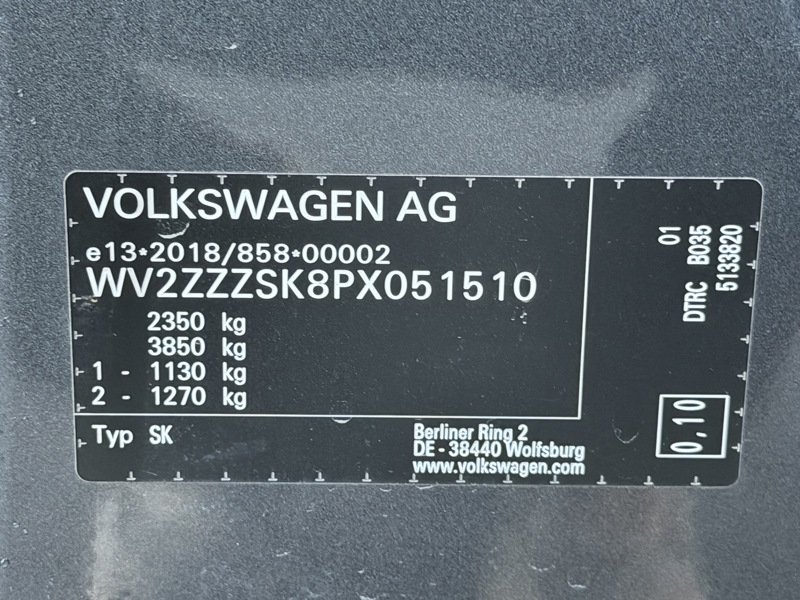 VOLKSWAGEN AG
e13*2018/858*00002
WV2ZZZSK8PX051510
2350 kg
3850 kg
1 - 1130 kg
2 - 1270 kg
Typ SK
Berliner Ring 2
DE - 38440 Wolfsburg
www.volkswagen.com
01
DTRC B035
5133820
0,10